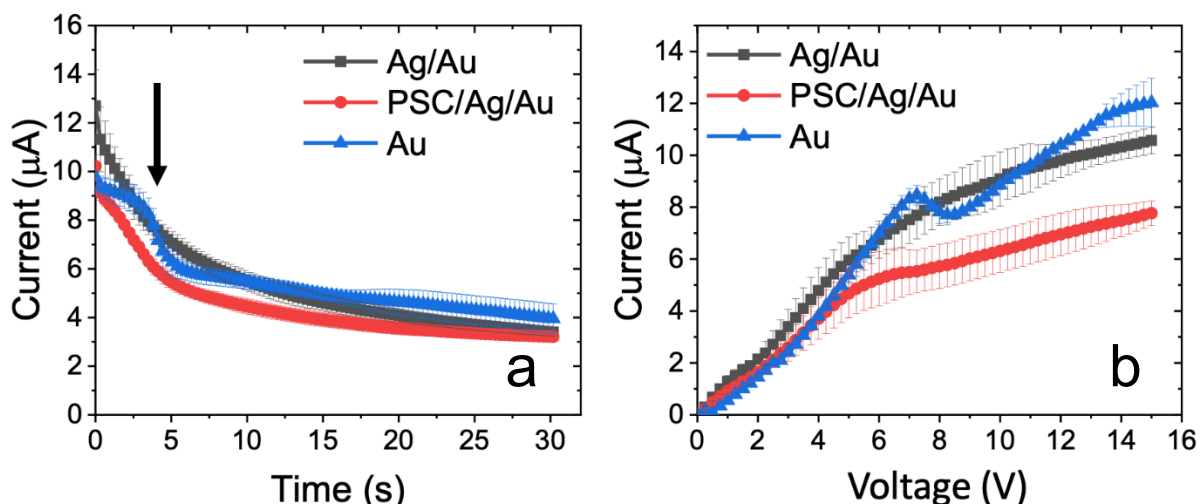 16
14
12
10
8
6
4
2
0
Current (μA)
Ag/Au
PSC/Ag/Au
Au
a
0 5 10 15 20 25 30
Time (s)
16
14
12
10
8
6
4
2
0
Current (μA)
Ag/Au
PSC/Ag/Au
Au
b
0 2 4 6 8 10 12 14 16
Voltage (V)